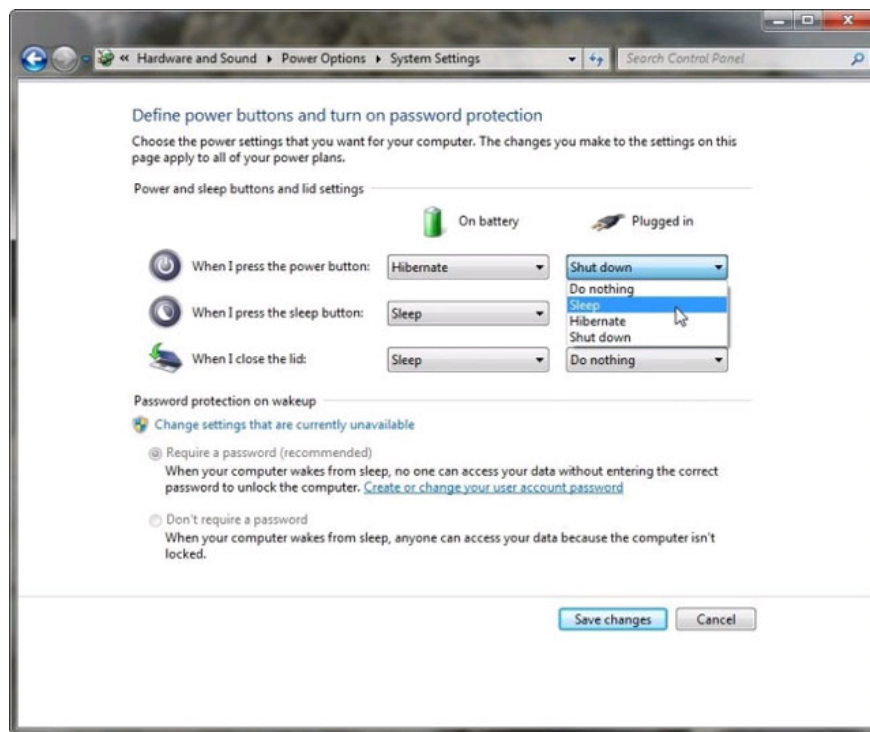 « Hardware and Sound ▸ Power Options ▸ System Settings
Search Control Panel
Define power buttons and turn on password protection
Choose the power settings that you want for your computer. The changes you make to the settings on this
page apply to all of your power plans.
Power and sleep buttons and lid settings
On battery
Plugged in
When I press the power button:
Hibernate
Shut down
Do nothing
Sleep
Hibernate
Shut down
When I press the sleep button:
Sleep
When I close the lid:
Sleep
Do nothing
Password protection on wakeup
Change settings that are currently unavailable
Require a password (recommended)
When your computer wakes from sleep, no one can access your data without entering the correct
password to unlock the computer. Create or change your user account password
Don't require a password
When your computer wakes from sleep, anyone can access your data because the computer isn't
locked.
Save changes
Cancel